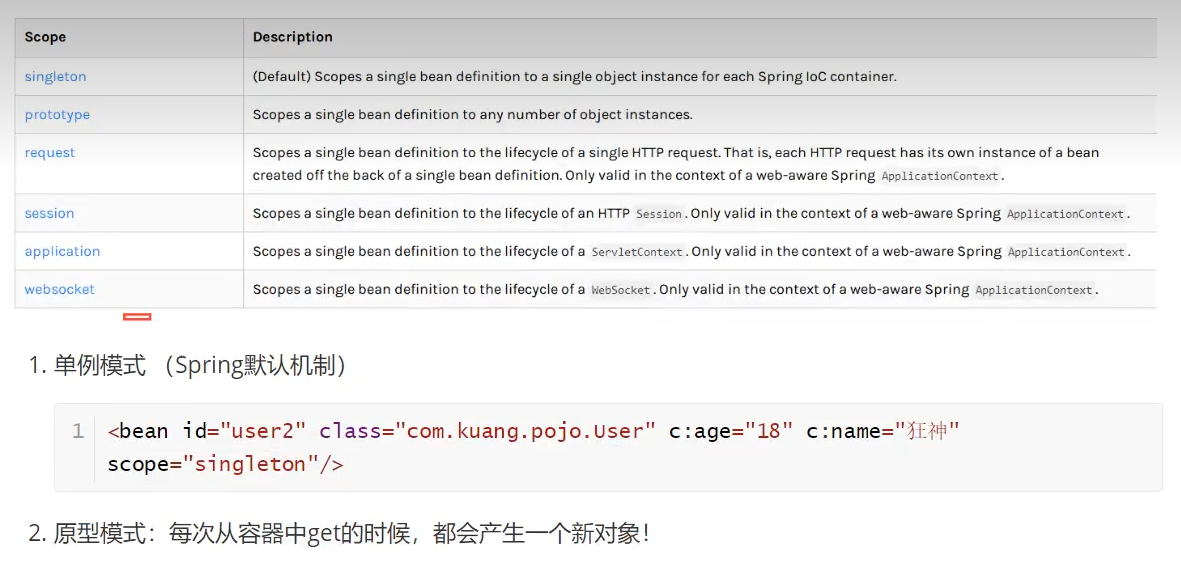 Scope Description
singleton (Default) Scopes a single bean definition to a single object instance for each Spring IoC container.
prototype Scopes a single bean definition to any number of object instances.
request Scopes a single bean definition to the lifecycle of a single HTTP request. That is, each HTTP request has its own instance of a bean
created off the back of a single bean definition. Only valid in the context of a web-aware Spring ApplicationContext.
session Scopes a single bean definition to the lifecycle of an HTTP Session. Only valid in the context of a web-aware Spring ApplicationContext.
application Scopes a single bean definition to the lifecycle of a ServletContext. Only valid in the context of a web-aware Spring ApplicationContext.
websocket Scopes a single bean definition to the lifecycle of a WebSocket. Only valid in the context of a web-aware Spring ApplicationContext.
1. 单例模式 （Spring默认机制）
1 <bean id="user2" class="com.kuang.pojo.User" c:age="18" c:name="狂神"
scope="singleton"/>
2. 原型模式：每次从容器中get的时候，都会产生一个新对象！